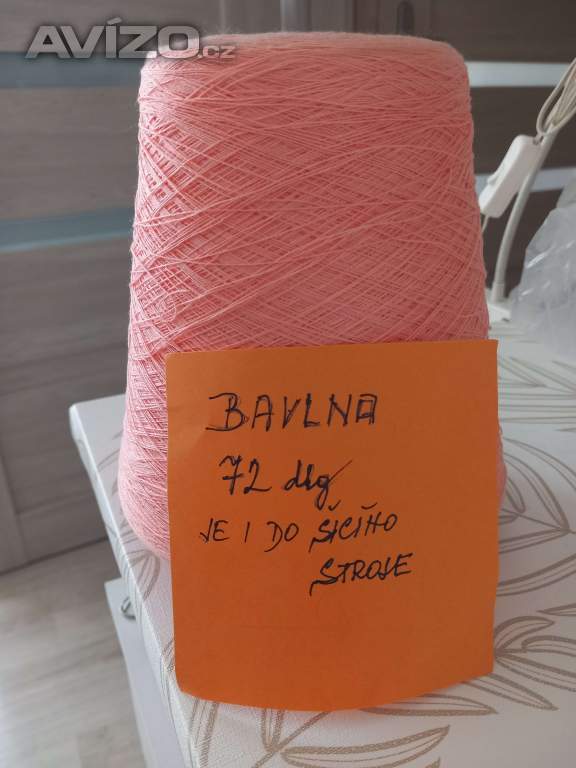 AVÍZO.cz
BAVLNA
72 dkg
JE I DO ŠICÍHO
STROJE